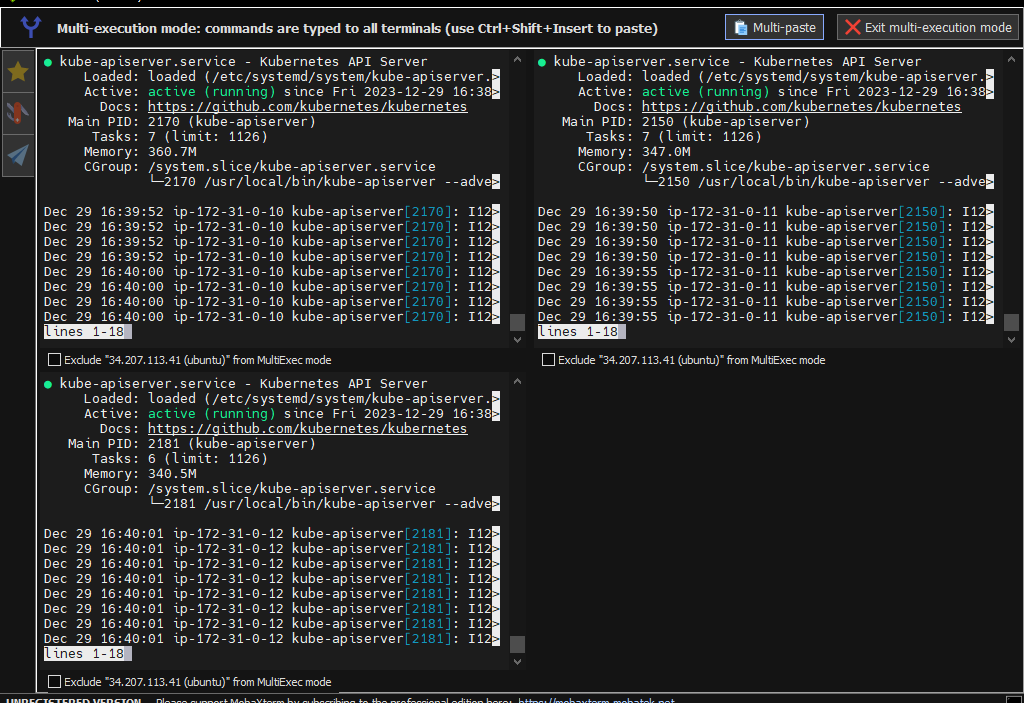 Multi-execution mode: commands are typed to all terminals (use Ctrl+Shift+Insert to paste)
Multi-paste
Exit multi-execution mode
● kube-apiserver.service - Kubernetes API Server
Loaded: loaded (/etc/systemd/system/kube-apiserver.>
Active: active (running) since Fri 2023-12-29 16:38>
Docs: https://github.com/kubernetes/kubernetes
Main PID: 2170 (kube-apiserver)
Tasks: 7 (limit: 1126)
Memory: 360.7M
CGroup: /system.slice/kube-apiserver.service
└─2170 /usr/local/bin/kube-apiserver --adve>
Dec 29 16:39:52 ip-172-31-0-10 kube-apiserver[2170]: I12>
Dec 29 16:39:52 ip-172-31-0-10 kube-apiserver[2170]: I12>
Dec 29 16:39:52 ip-172-31-0-10 kube-apiserver[2170]: I12>
Dec 29 16:39:52 ip-172-31-0-10 kube-apiserver[2170]: I12>
Dec 29 16:40:00 ip-172-31-0-10 kube-apiserver[2170]: I12>
Dec 29 16:40:00 ip-172-31-0-10 kube-apiserver[2170]: I12>
Dec 29 16:40:00 ip-172-31-0-10 kube-apiserver[2170]: I12>
Dec 29 16:40:00 ip-172-31-0-10 kube-apiserver[2170]: I12>
lines 1-18
Exclude "34.207.113.41 (ubuntu)" from MultiExec mode
● kube-apiserver.service - Kubernetes API Server
Loaded: loaded (/etc/systemd/system/kube-apiserver.>
Active: active (running) since Fri 2023-12-29 16:38>
Docs: https://github.com/kubernetes/kubernetes
Main PID: 2150 (kube-apiserver)
Tasks: 7 (limit: 1126)
Memory: 347.0M
CGroup: /system.slice/kube-apiserver.service
└─2150 /usr/local/bin/kube-apiserver --adve>
Dec 29 16:39:50 ip-172-31-0-11 kube-apiserver[2150]: I12>
Dec 29 16:39:50 ip-172-31-0-11 kube-apiserver[2150]: I12>
Dec 29 16:39:50 ip-172-31-0-11 kube-apiserver[2150]: I12>
Dec 29 16:39:50 ip-172-31-0-11 kube-apiserver[2150]: I12>
Dec 29 16:39:55 ip-172-31-0-11 kube-apiserver[2150]: I12>
Dec 29 16:39:55 ip-172-31-0-11 kube-apiserver[2150]: I12>
Dec 29 16:39:55 ip-172-31-0-11 kube-apiserver[2150]: I12>
Dec 29 16:39:55 ip-172-31-0-11 kube-apiserver[2150]: I12>
lines 1-18
Exclude "34.207.113.41 (ubuntu)" from MultiExec mode
● kube-apiserver.service - Kubernetes API Server
Loaded: loaded (/etc/systemd/system/kube-apiserver.>
Active: active (running) since Fri 2023-12-29 16:38>
Docs: https://github.com/kubernetes/kubernetes
Main PID: 2181 (kube-apiserver)
Tasks: 6 (limit: 1126)
Memory: 340.5M
CGroup: /system.slice/kube-apiserver.service
└─2181 /usr/local/bin/kube-apiserver --adve>
Dec 29 16:40:01 ip-172-31-0-12 kube-apiserver[2181]: I12>
Dec 29 16:40:01 ip-172-31-0-12 kube-apiserver[2181]: I12>
Dec 29 16:40:01 ip-172-31-0-12 kube-apiserver[2181]: I12>
Dec 29 16:40:01 ip-172-31-0-12 kube-apiserver[2181]: I12>
Dec 29 16:40:01 ip-172-31-0-12 kube-apiserver[2181]: I12>
Dec 29 16:40:01 ip-172-31-0-12 kube-apiserver[2181]: I12>
Dec 29 16:40:01 ip-172-31-0-12 kube-apiserver[2181]: I12>
Dec 29 16:40:01 ip-172-31-0-12 kube-apiserver[2181]: I12>
lines 1-18
Exclude "34.207.113.41 (ubuntu)" from MultiExec mode
UNREGISTERED VERSION - Please support MobaXterm by subscribing to the professional edition here: https://mobaxterm.mobatek.net